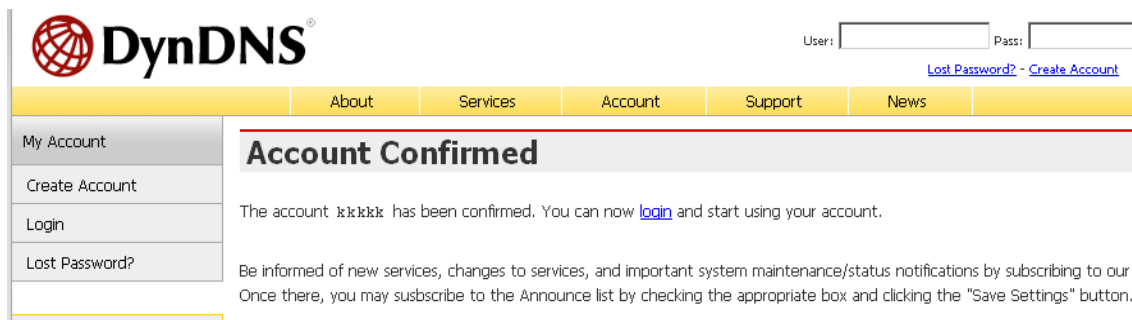 DynDNS®
User:
Pass:
Lost Password? - Create Account
About Services Account Support News
My Account
Create Account
Login
Lost Password?
Account Confirmed
The account kkkkk has been confirmed. You can now login and start using your account.
Be informed of new services, changes to services, and important system maintenance/status notifications by subscribing to our
Once there, you may susbscribe to the Announce list by checking the appropriate box and clicking the "Save Settings" button.